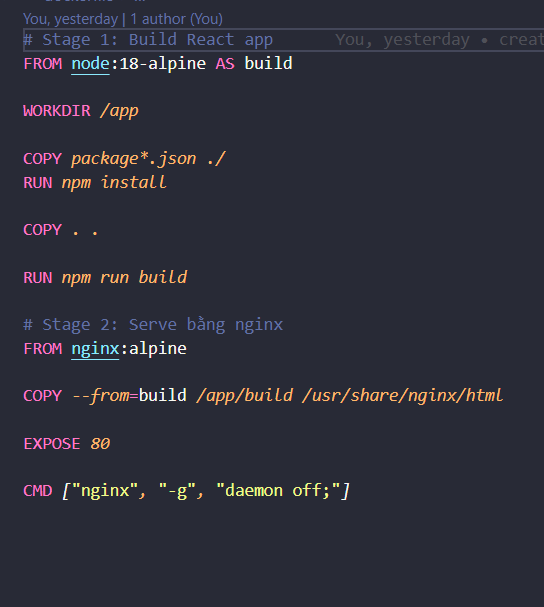 You, yesterday | 1 author (You)
# Stage 1: Build React app You, yesterday • creat
FROM node:18-alpine AS build
WORKDIR /app
COPY package*.json ./
RUN npm install
COPY . .
RUN npm run build
# Stage 2: Serve bằng nginx
FROM nginx:alpine
COPY --from=build /app/build /usr/share/nginx/html
EXPOSE 80
CMD ["nginx", "-g", "daemon off;"]